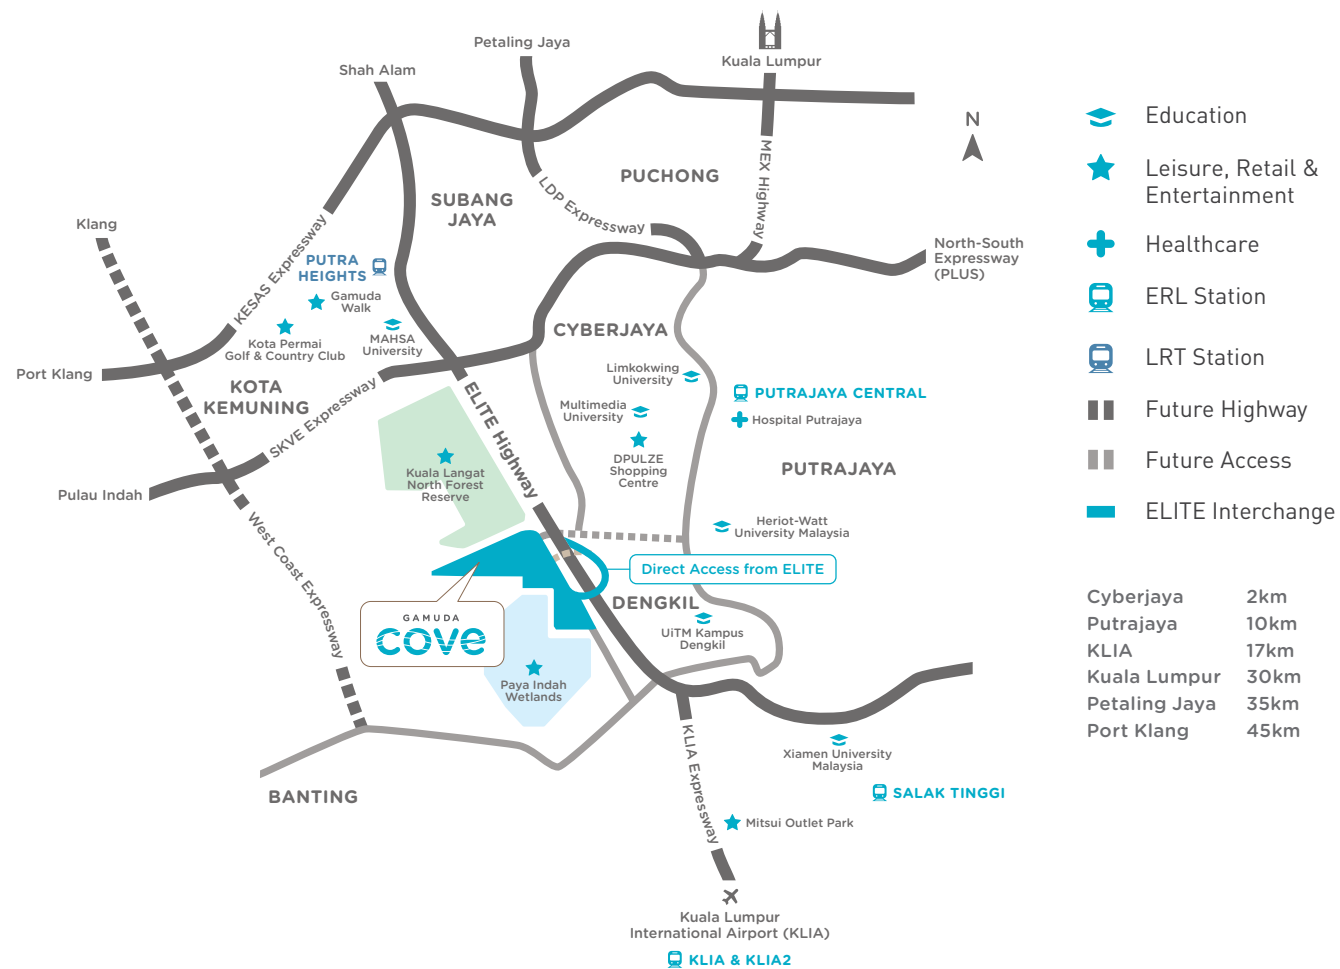 Petaling Jaya
Kuala Lumpur
Shah Alam
N
MEX Highway
PUCHONG
LDP Expressway
SUBANG
JAYA
Klang
KESAS Expressway
PUTRA
HEIGHTS
North-South
Expressway
(PLUS)
Gamuda
Walk
Kota Permai
Golf & Country Club
MAHSA
University
CYBERJAYA
Port Klang
KOTA
KEMUNING
SKVE Expressway
ELITE Highway
Limkokwing
University
PUTRAJAYA CENTRAL
Multimedia
University
Hospital Putrajaya
DPULZE
Shopping
Centre
PUTRAJAYA
Kuala Langat
North Forest
Reserve
Pulau Indah
West Coast Expressway
Heriot-Watt
University Malaysia
Direct Access from ELITE
DENGKIL
GAMUDA
cove
UiTM Kampus
Dengkil
Paya Indah
Wetlands
KLIA Expressway
Xiamen University
Malaysia
BANTING
SALAK TINGGI
Mitsui Outlet Park
Kuala Lumpur
International Airport (KLIA)
KLIA & KLIA2
Education
Leisure, Retail &
Entertainment
Healthcare
ERL Station
LRT Station
Future Highway
Future Access
ELITE Interchange
Cyberjaya 2km
Putrajaya 10km
KLIA 17km
Kuala Lumpur 30km
Petaling Jaya 35km
Port Klang 45km